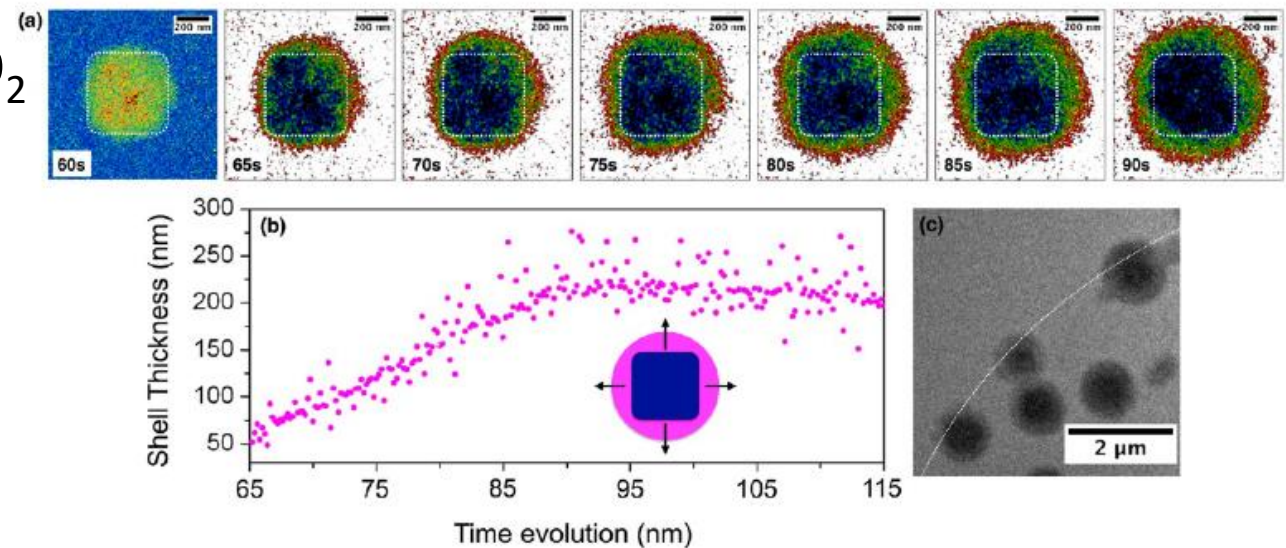 (a)
200 nm 200 nm 200 nm 200 nm 200 nm 200 nm 200 nm
)2
60s 65s 70s 75s 80s 85s 90s
300
(b)
(c)
250
200
150
100
50
Shell Thickness (nm)
65 75 85 95 105 115
Time evolution (nm)
2 μm